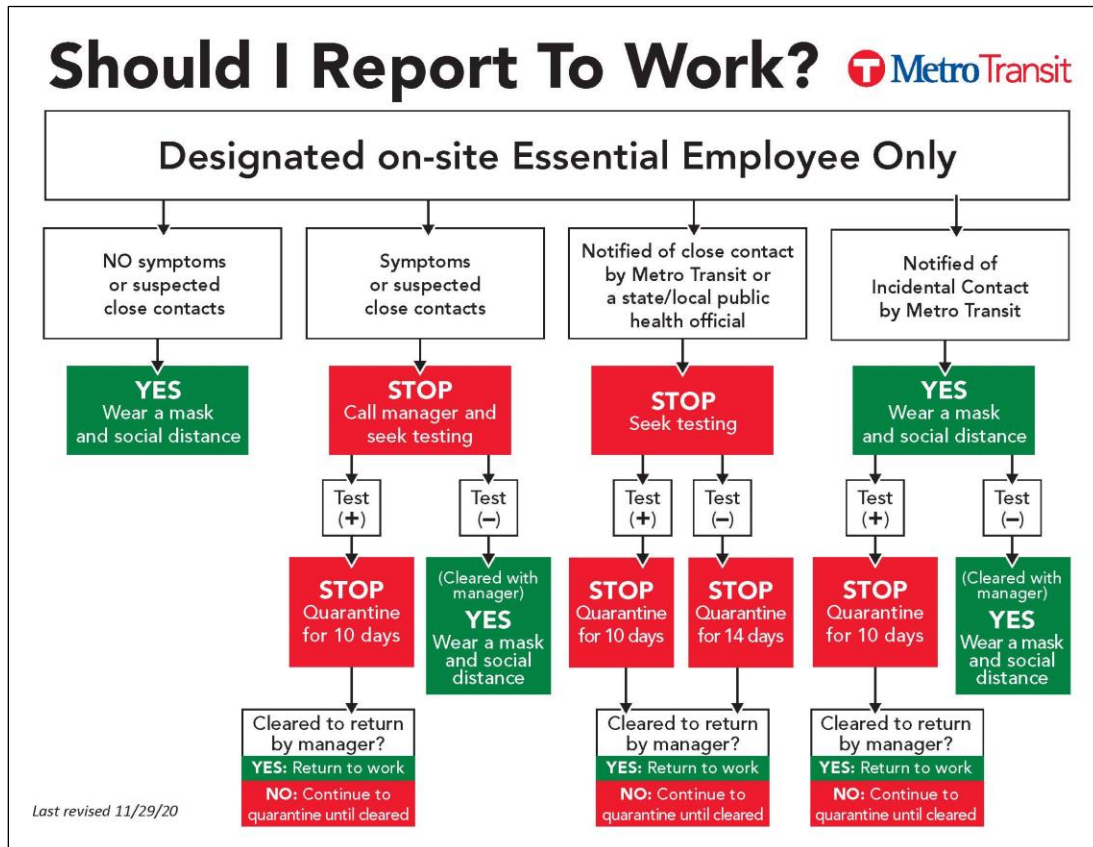 Should I Report To Work?
T MetroTransit
Designated on-site Essential Employee Only
NO symptoms
or suspected
close contacts
Symptoms
or suspected
close contacts
Notified of close contact
by Metro Transit or
a state/local public
health official
Notified of
Incidental Contact
by Metro Transit
YES
Wear a mask
and social distance
STOP
Call manager and
seek testing
STOP
Seek testing
YES
Wear a mask
and social distance
Test
(+)
Test
(–)
Test
(+)
Test
(–)
Test
(+)
Test
(–)
STOP
Quarantine
for 10 days
(Cleared with
manager)
YES
Wear a mask
and social
distance
STOP
Quarantine
for 10 days
STOP
Quarantine
for 14 days
STOP
Quarantine
for 10 days
(Cleared with
manager)
YES
Wear a mask
and social
distance
Cleared to return
by manager?
YES: Return to work
NO: Continue to
quarantine until cleared
Cleared to return
by manager?
YES: Return to work
NO: Continue to
quarantine until cleared
Cleared to return
by manager?
YES: Return to work
NO: Continue to
quarantine until cleared
Last revised 11/29/20